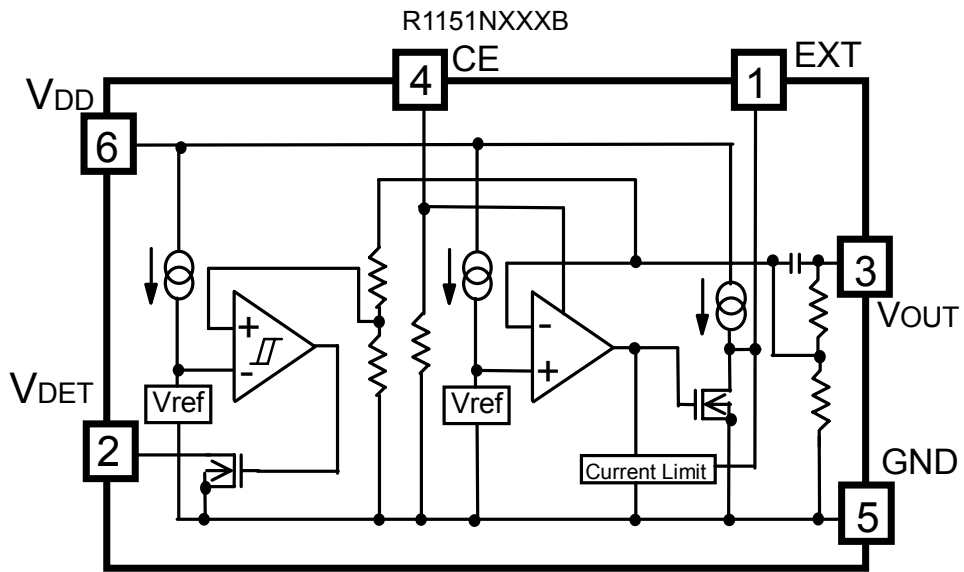 R1151NXXXB
4 CE
1 EXT
VDD
6
3
VOUT
+
-
-
+
Vref
Vref
VDET
2
Current Limit
GND
5